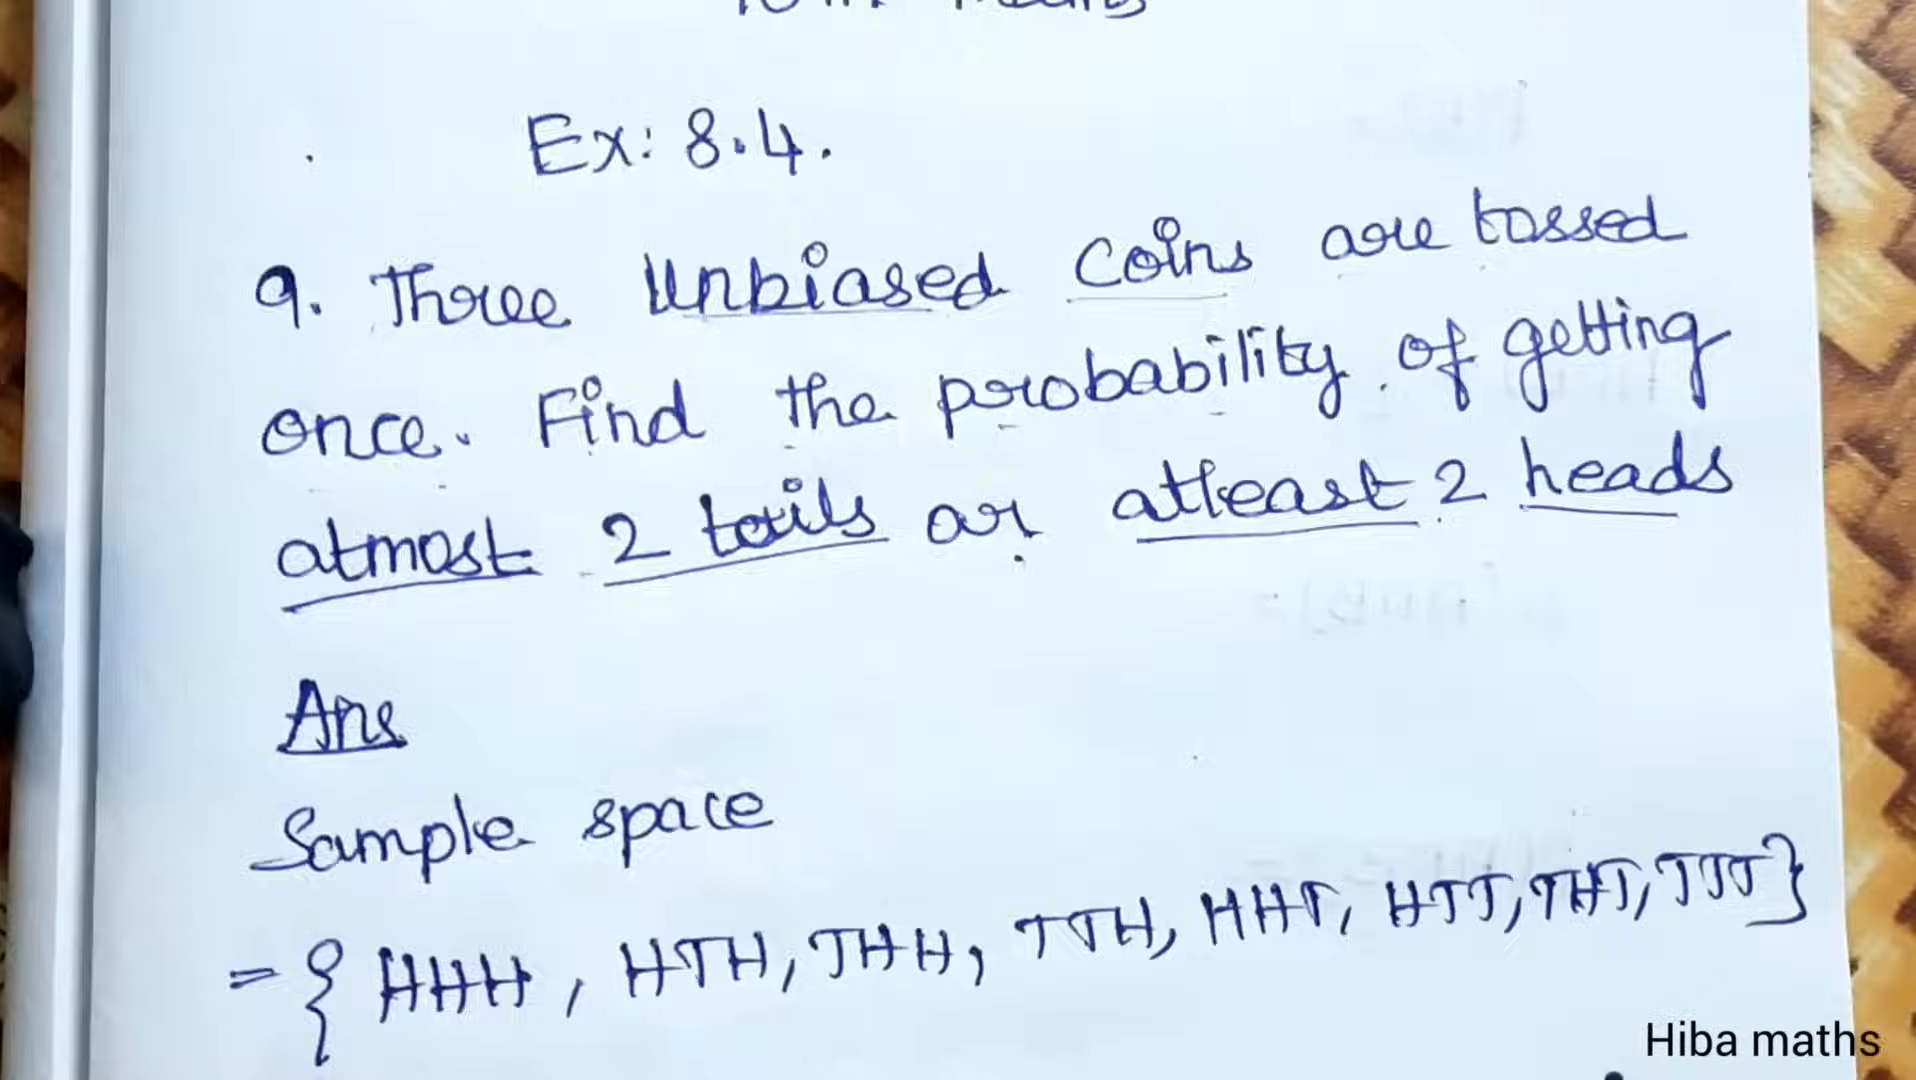 Ex: 8.4.
9. Three Unbiased Coins are tossed
once. Find the probability of getting
atmost 2 tails or atleast 2 heads
Ans
Sample space
= { HHH, HTH, THH, TTH, HHT, HTT, THT, TTT}
Hiba maths